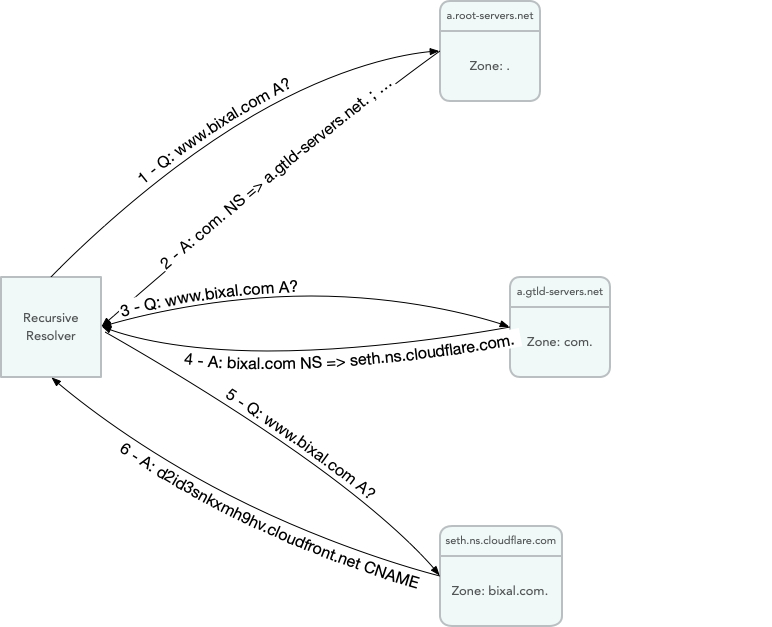 a.root-servers.net
Zone: .
1 - Q: www.bixal.com A?
2 - A: com. NS => a.gtld-servers.net. ; ...
Recursive
Resolver
3 - Q: www.bixal.com A?
a.gtld-servers.net
Zone: com.
4 - A: bixal.com NS => seth.ns.cloudflare.com.
5 - Q: www.bixal.com A?
6 - A: d2id3snkxmh9hv.cloudfront.net CNAME
seth.ns.cloudflare.com
Zone: bixal.com.